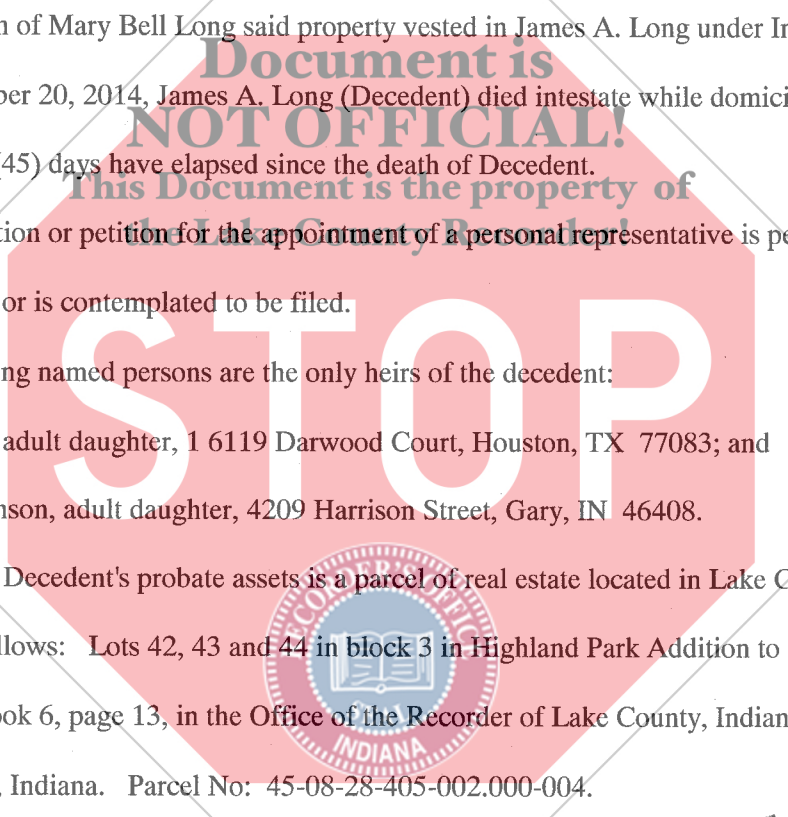 n of Mary Bell Long said property vested in James A. Long under In
Document is
ber 20, 2014, James A. Long (Decedent) died intestate while domici
NOT OFFICIAL!
(45) days have elapsed since the death of Decedent.
This Document is the property of
the Lake County Recorder!
tion or petition for the appointment of a personal representative is pe
or is contemplated to be filed.
STOP
ng named persons are the only heirs of the decedent:
adult daughter, 1 6119 Darwood Court, Houston, TX 77083; and
nson, adult daughter, 4209 Harrison Street, Gary, IN 46408.
Decedent's probate assets is a parcel of real estate located in Lake C
RECORDER'S OFFICE
llows: Lots 42, 43 and 44 in block 3 in Highland Park Addition to
SEAL
ook 6, page 13, in the Office of the Recorder of Lake County, Indian
INDIANA
, Indiana. Parcel No: 45-08-28-405-002.000-004.